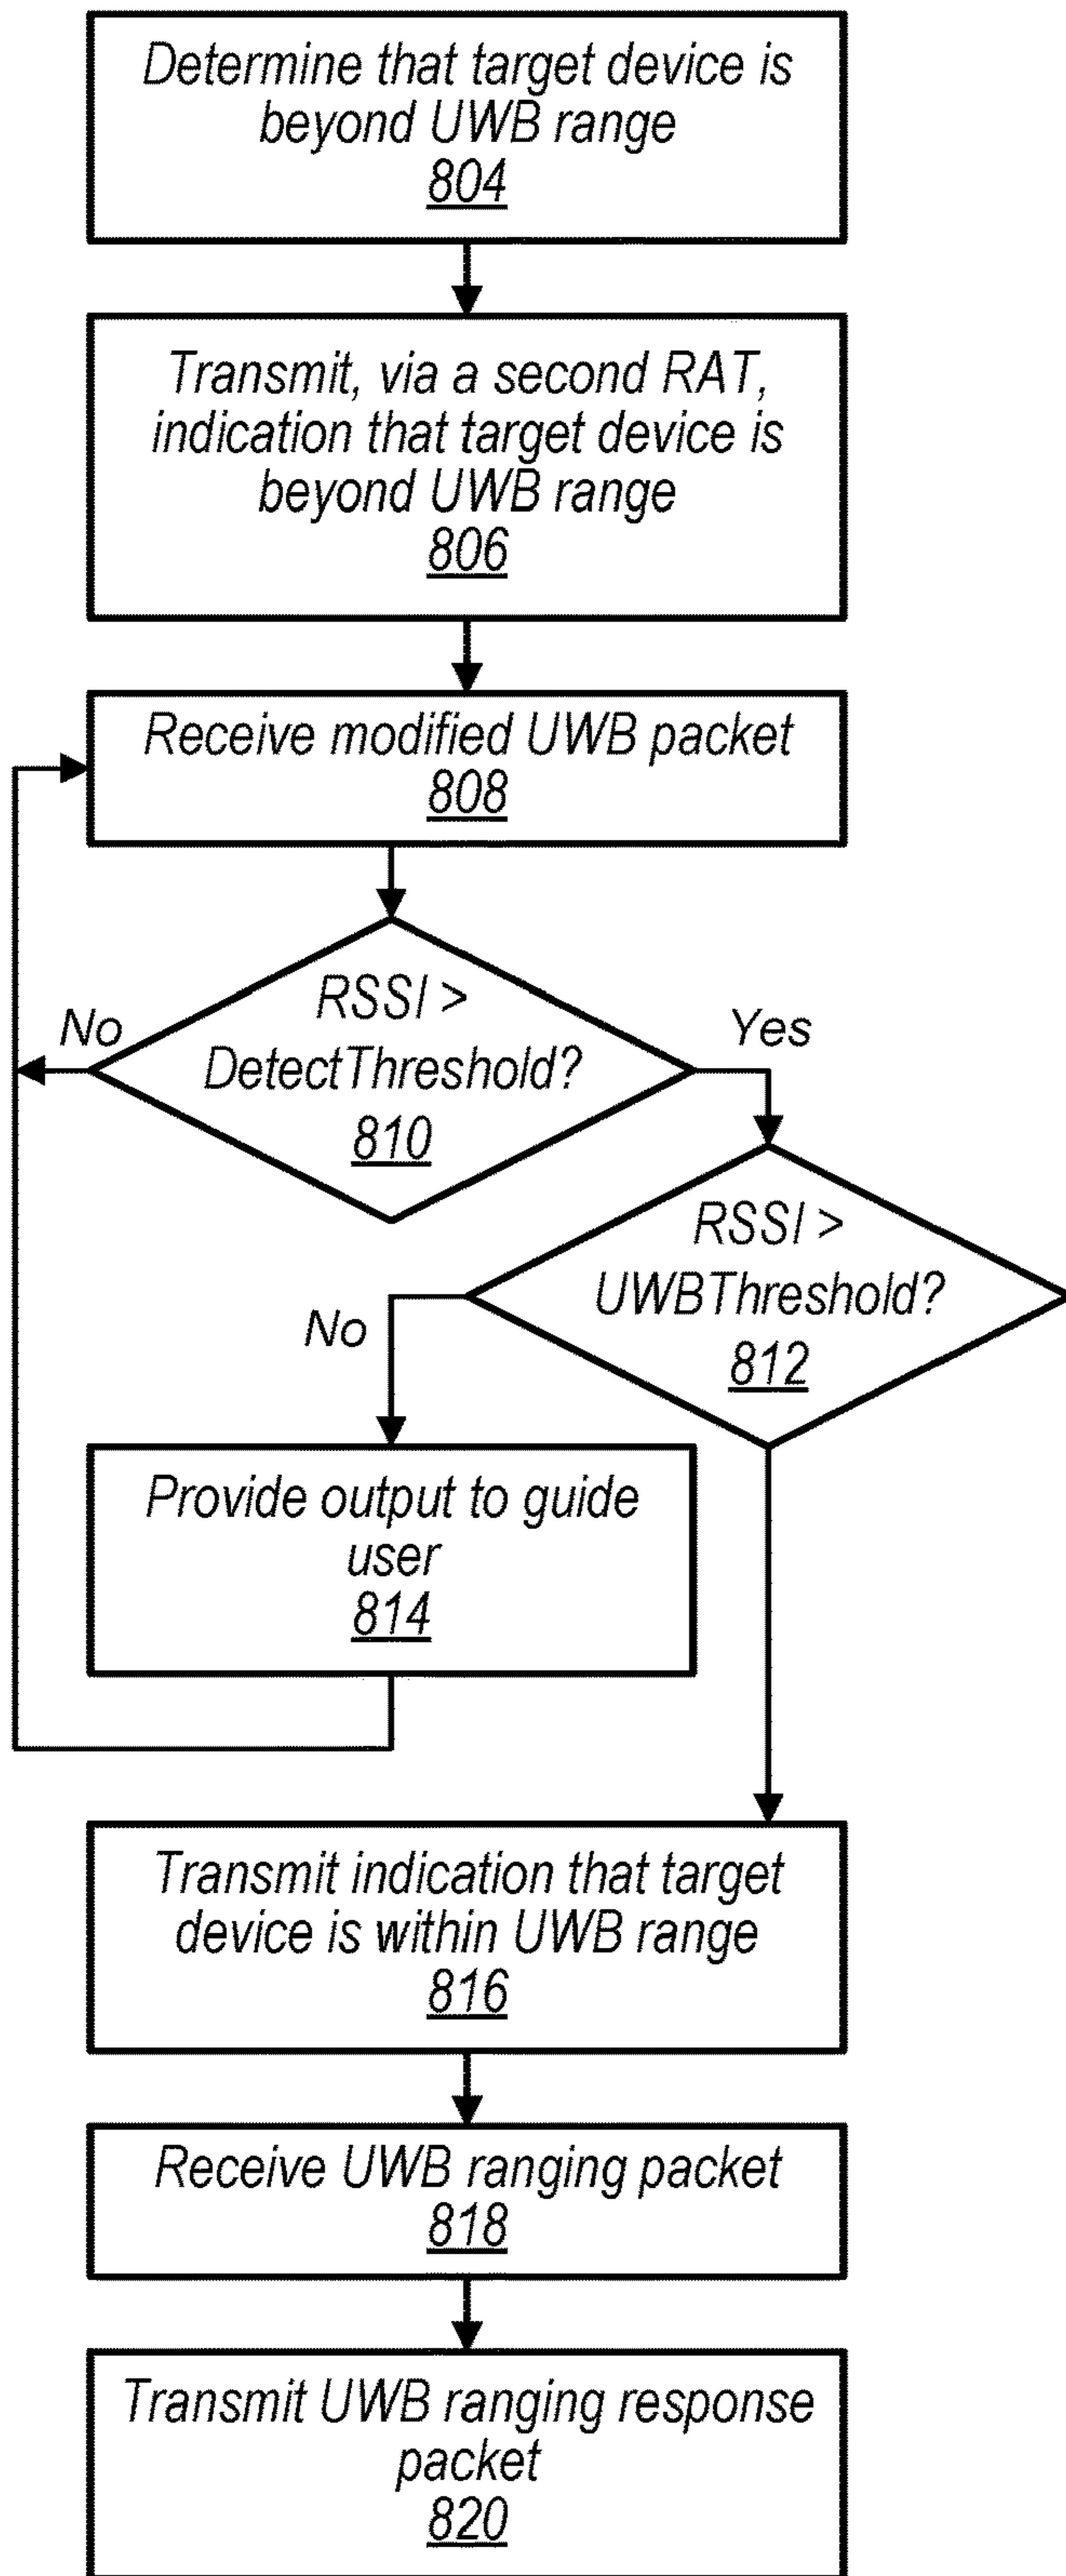 Determine that target device is
beyond UWB range
804
Transmit, via a second RAT,
indication that target device is
beyond UWB range
806
Receive modified UWB packet
808
RSSI >
DetectThreshold?
810
No
Yes
RSSI >
UWBThreshold?
812
No
Provide output to guide
user
814
Transmit indication that target
device is within UWB range
816
Receive UWB ranging packet
818
Transmit UWB ranging response
packet
820